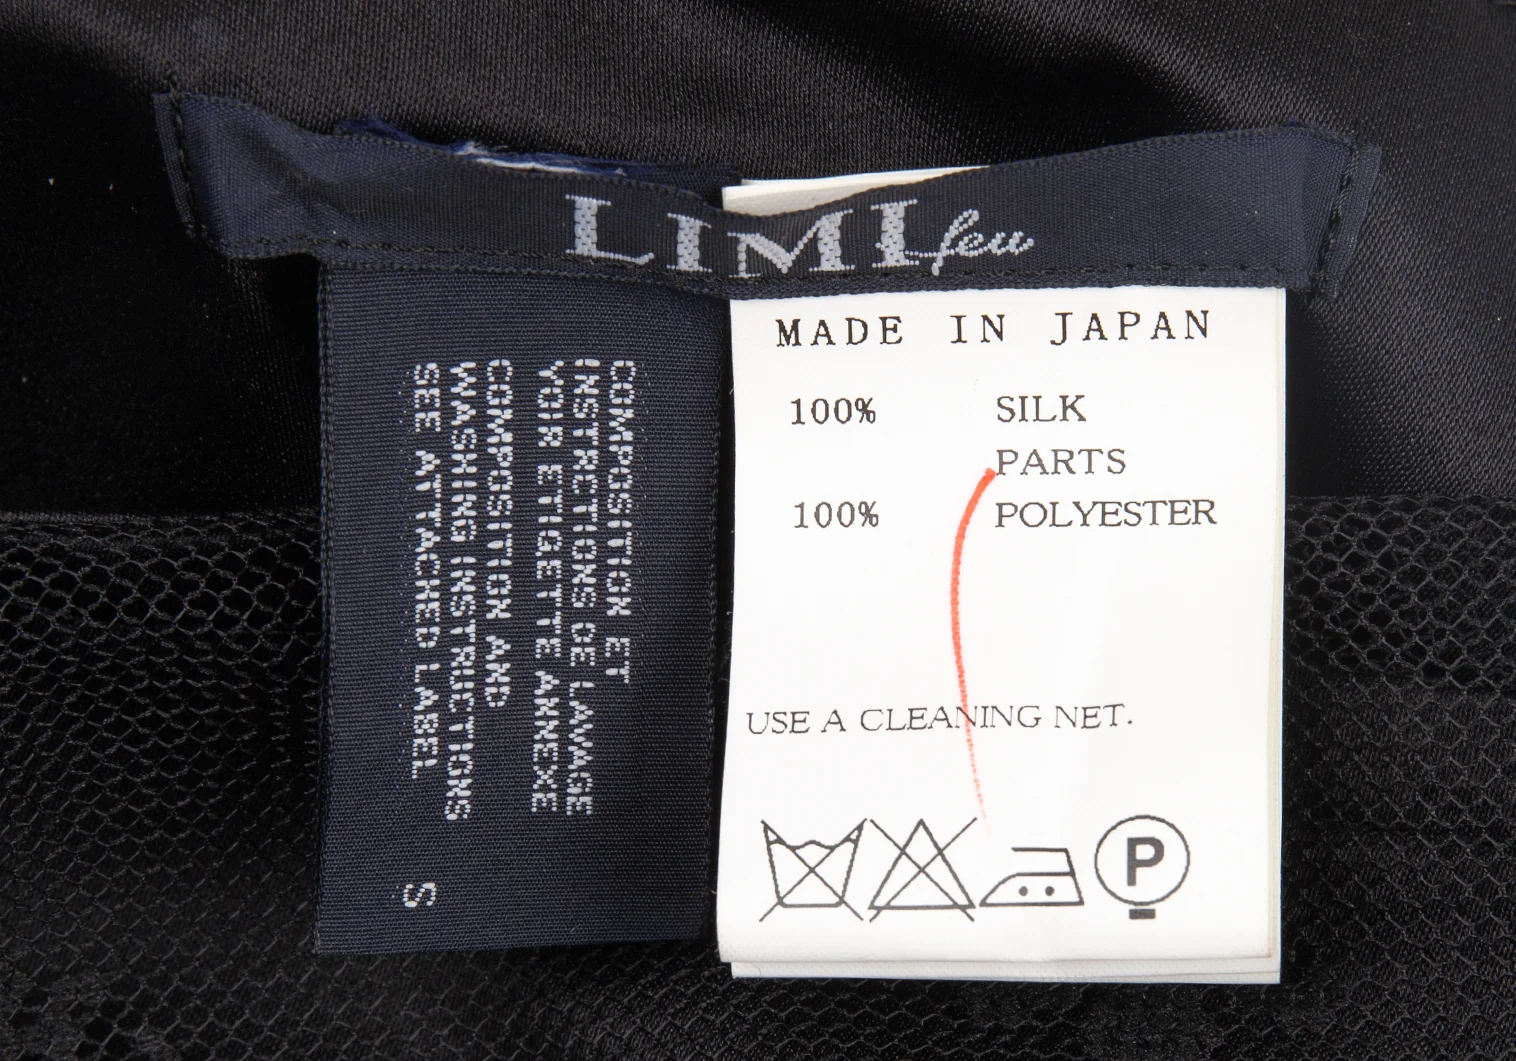 LIMI feu
COMPOSITION ET
INSTRUCTIONS DE LAVAGE
VOIR ETIQETTE ANNEXE
COMPOSITION AND
WASHING INSTRUCTIONS
SEE ATTACHED LABEL
S
MADE IN JAPAN
100% SILK
PARTS
100% POLYESTER
USE A CLEANING NET.
P